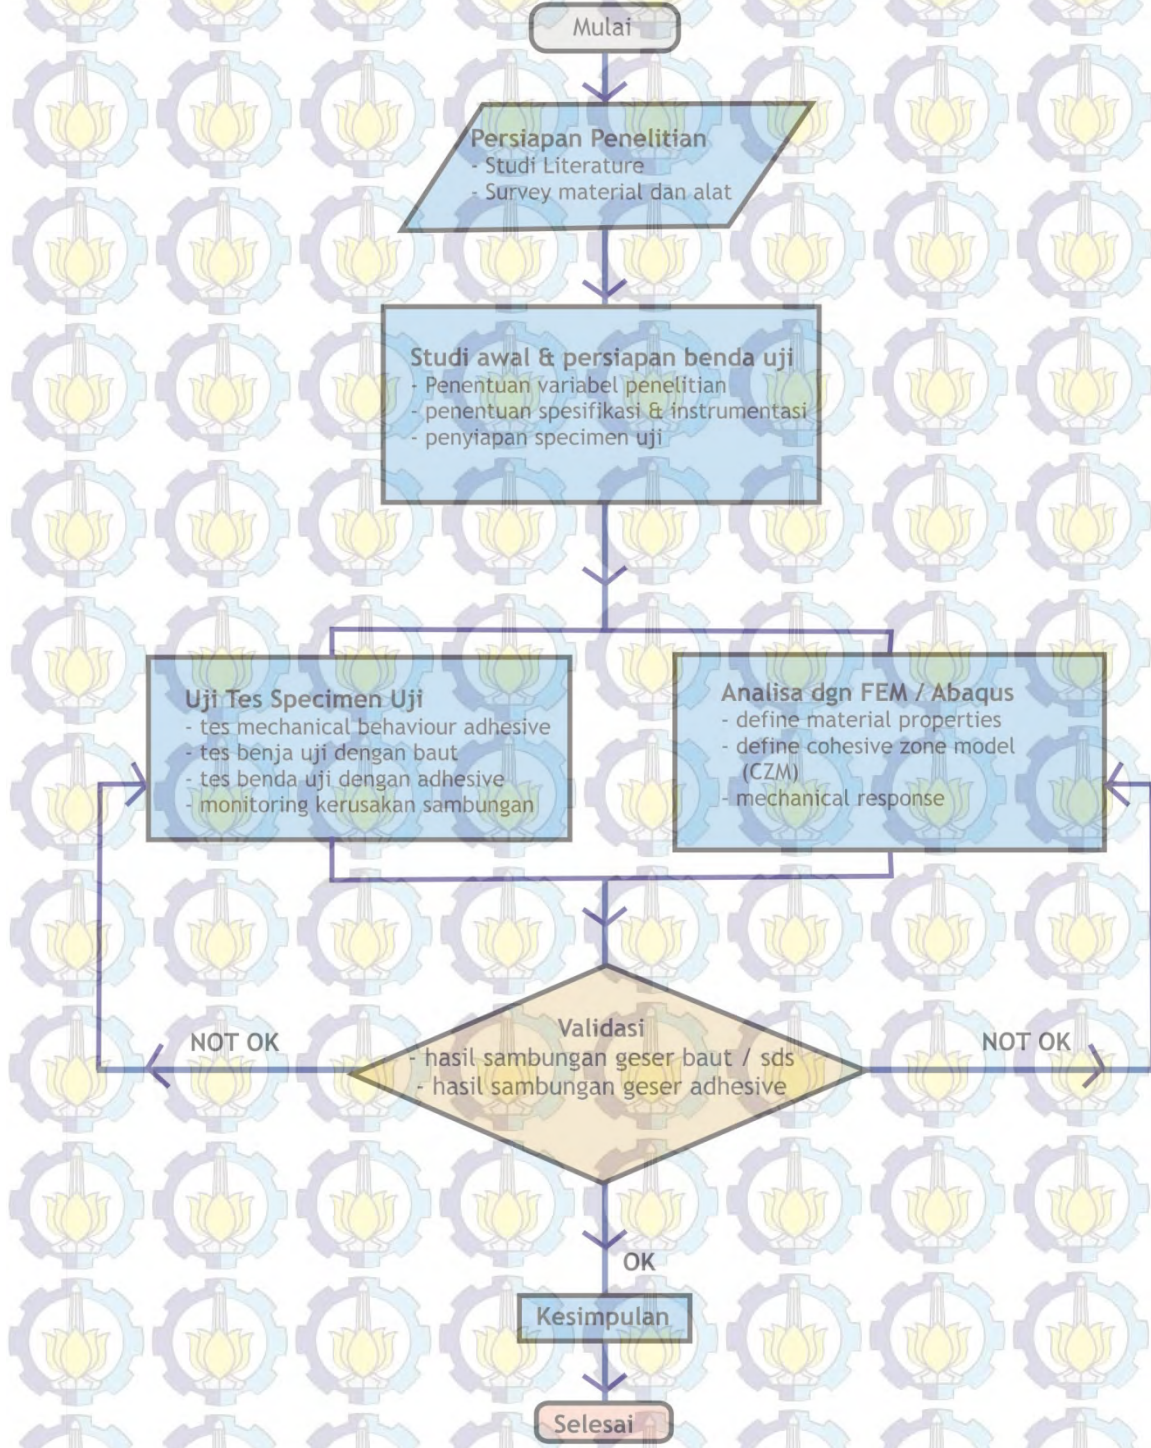 Mulai
Persiapan Penelitian
- Studi Literature
- Survey material dan alat
Studi awal & persiapan benda uji
- Penentuan variabel penelitian
- penentuan spesifikasi & instrumentasi
- penyiapan specimen uji
Uji Tes Specimen Uji
- tes mechanical behaviour adhesive
- tes benja uji dengan baut
- tes benda uji dengan adhesive
- monitoring kerusakan sambungan
Analisa dgn FEM / Abaqus
- define material properties
- define cohesive zone model
(CZM)
- mechanical response
Validasi
- hasil sambungan geser baut / sds
- hasil sambungan geser adhesive
NOT OK
NOT OK
OK
Kesimpulan
Selesai